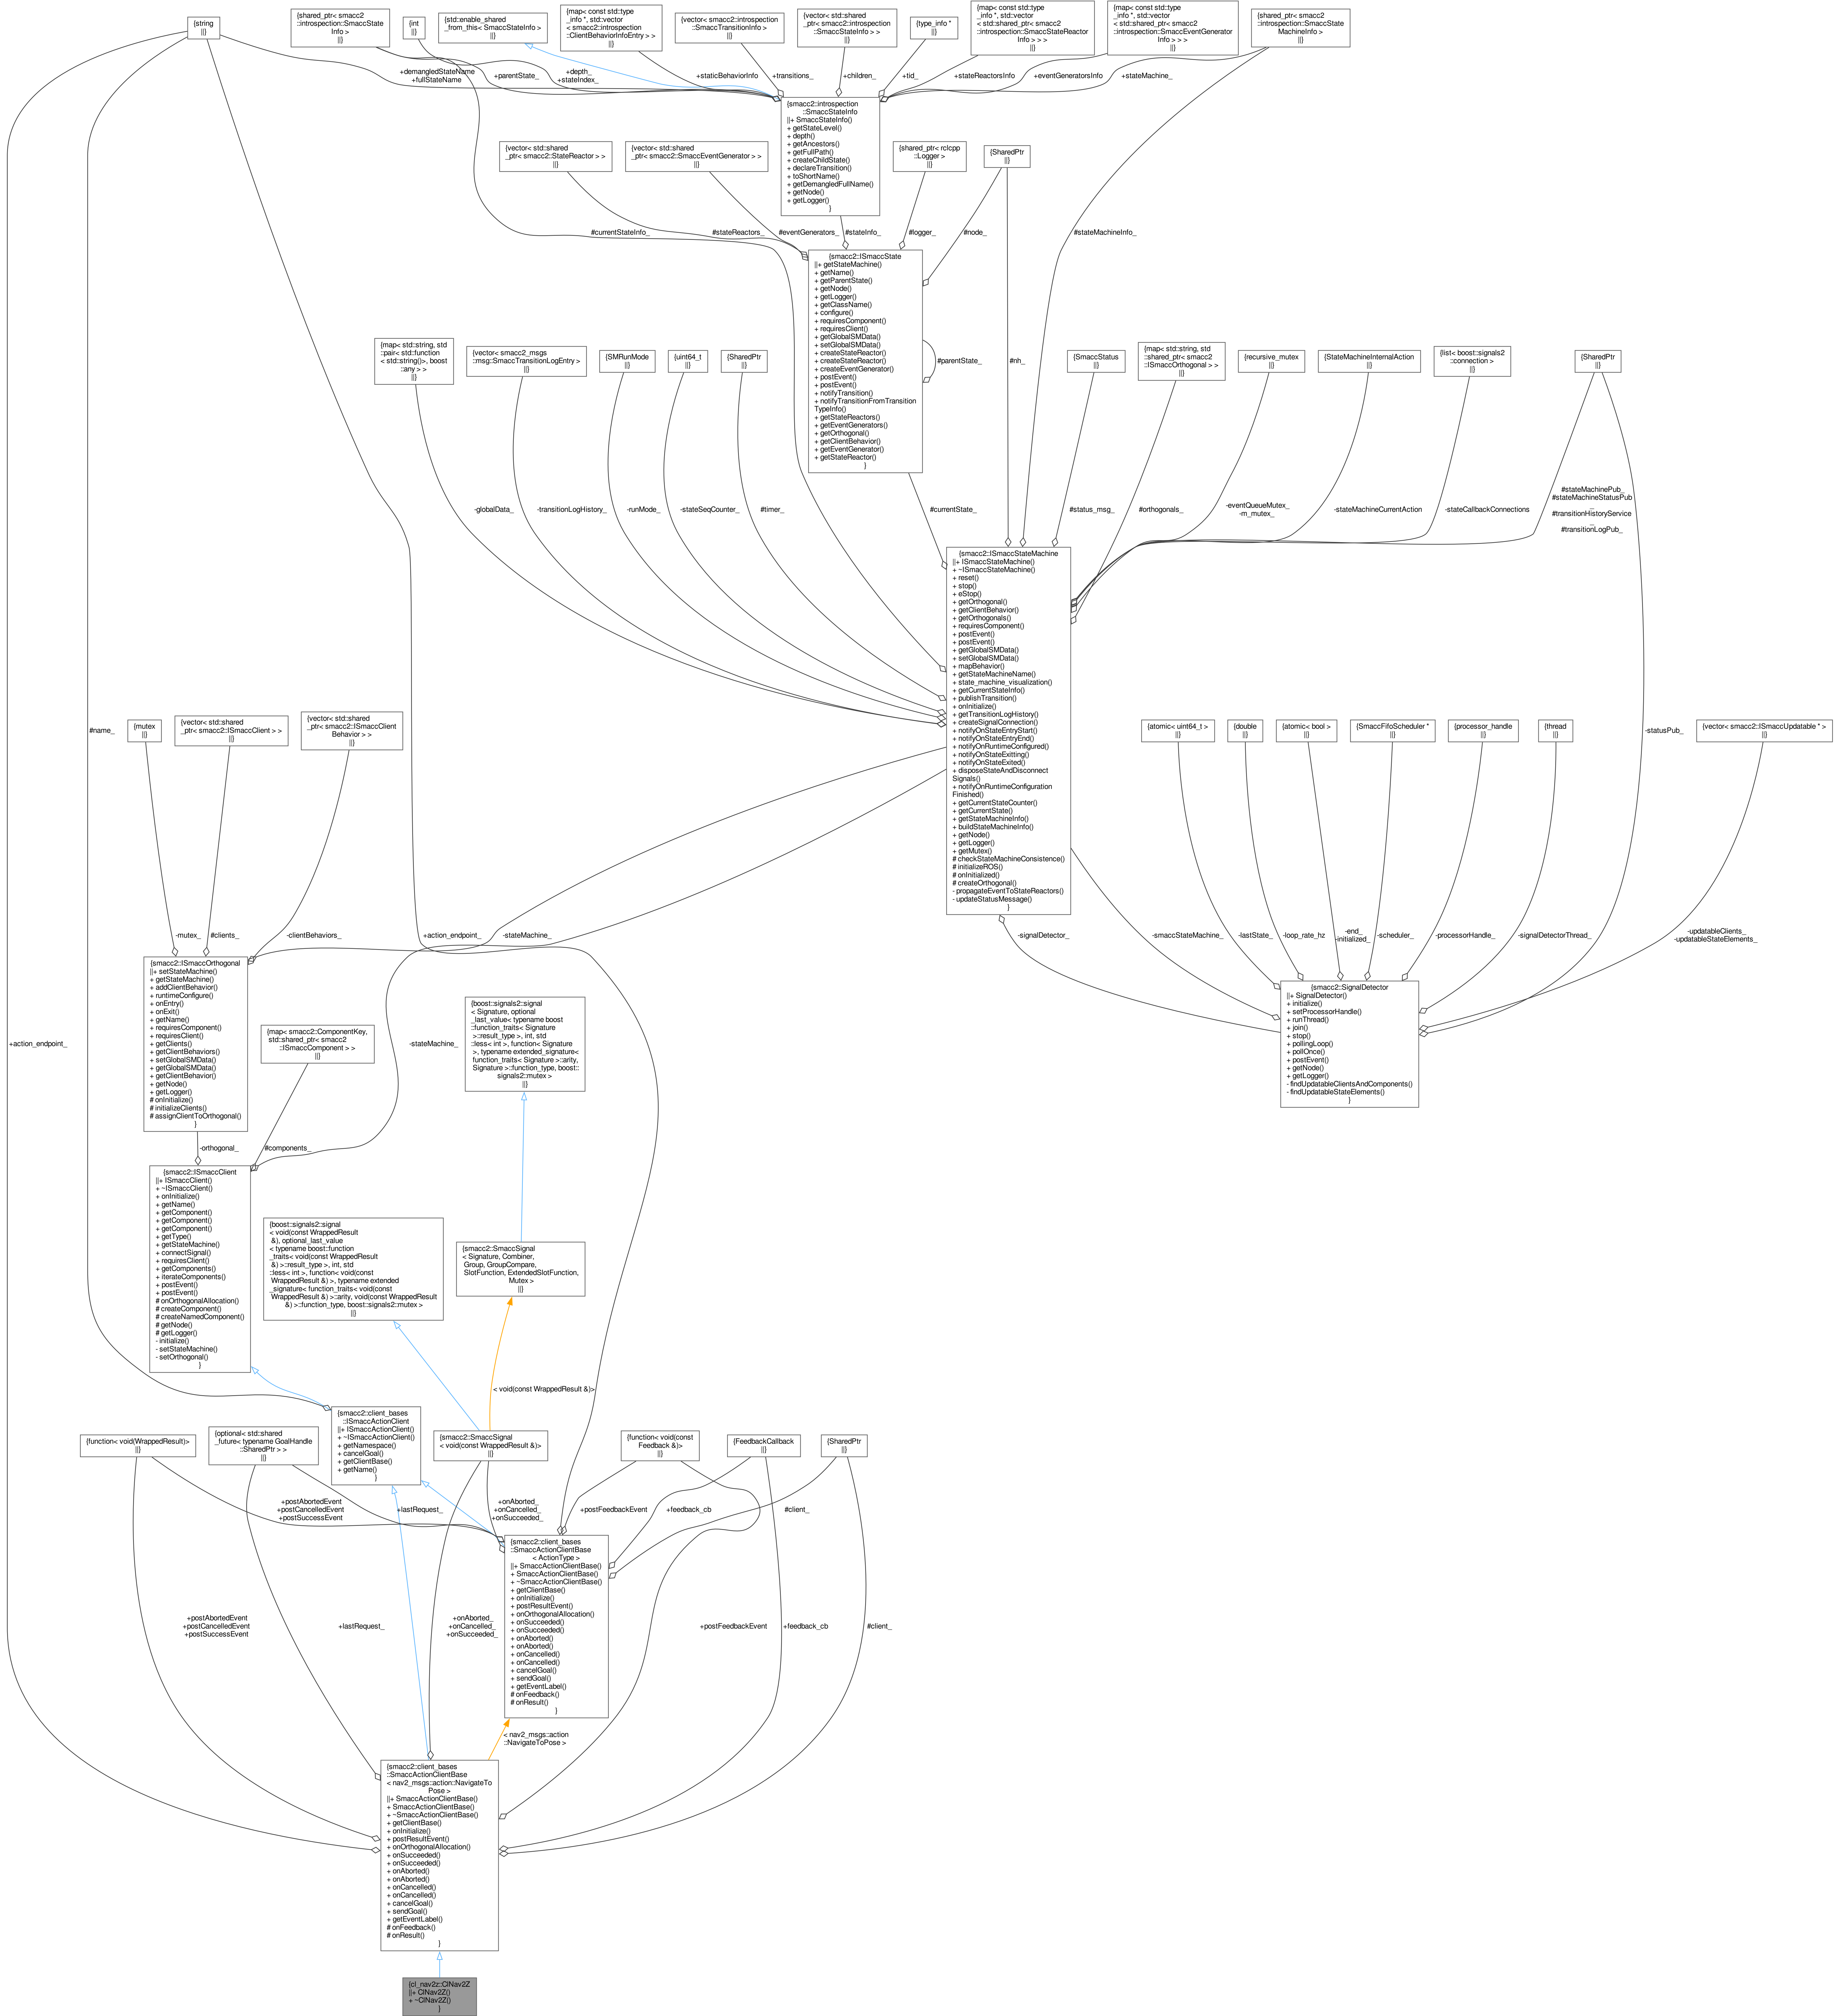 {string
||}
{shared_ptr< smacc2
::introspection::SmaccState
Info >
||}
{int
||}
{std::enable_shared
_from_this< SmaccStateInfo >
||}
{map< const std::type
_info *, std::vector
< smacc2::introspection
::ClientBehaviorInfoEntry > >
||}
{vector< smacc2::introspection
::SmaccTransitionInfo >
||}
{vector< std::shared
_ptr< smacc2::introspection
::SmaccStateInfo > >
||}
{type_info *
||}
{map< const std::type
_info *, std::vector
< std::shared_ptr< smacc2
::introspection::SmaccStateReactor
Info > > >
||}
{map< const std::type
_info *, std::vector
< std::shared_ptr< smacc2
::introspection::SmaccEventGenerator
Info > > >
||}
{shared_ptr< smacc2
::introspection::SmaccState
MachineInfo >
||}
+demangledStateName
+fullStateName
+parentState_
+depth_
+stateIndex_
+staticBehaviorInfo
+transitions_
+children_
+tid_
+stateReactorsInfo
+eventGeneratorsInfo
+stateMachine_
{smacc2::introspection
::SmaccStateInfo
||+ SmaccStateInfo()
+ getStateLevel()
+ depth()
+ getAncestors()
+ getFullPath()
+ createChildState()
+ declareTransition()
+ toShortName()
+ getDemangledFullName()
+ getNode()
+ getLogger()
}
{vector< std::shared
_ptr< smacc2::StateReactor > >
||}
{vector< std::shared
_ptr< smacc2::SmaccEventGenerator > >
||}
{shared_ptr< rclcpp
::Logger >
||}
{SharedPtr
||}
#currentStateInfo_
#stateReactors_
#eventGenerators_
#stateInfo_
#logger_
#node_
#stateMachineInfo_
{smacc2::ISmaccState
||+ getStateMachine()
+ getName()
+ getParentState()
+ getNode()
+ getLogger()
+ getClassName()
+ configure()
+ requiresComponent()
+ requiresClient()
+ getGlobalSMData()
+ setGlobalSMData()
+ createStateReactor()
+ createStateReactor()
+ createEventGenerator()
+ postEvent()
+ postEvent()
+ notifyTransition()
+ notifyTransitionFromTransition
TypeInfo()
+ getStateReactors()
+ getEventGenerators()
+ getOrthogonal()
+ getClientBehavior()
+ getEventGenerator()
+ getStateReactor()
}
#parentState_
#nh_
{map< std::string, std
::pair< std::function
< std::string()>, boost
::any > >
||}
{vector< smacc2_msgs
::msg::SmaccTransitionLogEntry >
||}
{SMRunMode
||}
{uint64_t
||}
{SharedPtr
||}
{SmaccStatus
||}
{map< std::string, std
::shared_ptr< smacc2
::ISmaccOrthogonal > >
||}
{recursive_mutex
||}
{StateMachineInternalAction
||}
{list< boost::signals2
::connection >
||}
{SharedPtr
||}
-globalData_
-transitionLogHistory_
-runMode_
-stateSeqCounter_
#timer_
#currentState_
#status_msg_
#orthogonals_
-eventQueueMutex_
-m_mutex_
-stateMachineCurrentAction
-stateCallbackConnections
#stateMachinePub_
#stateMachineStatusPub
_
#transitionHistoryService
_
#transitionLogPub_
{smacc2::ISmaccStateMachine
||+ ISmaccStateMachine()
+ ~ISmaccStateMachine()
+ reset()
+ stop()
+ eStop()
+ getOrthogonal()
+ getClientBehavior()
+ getOrthogonals()
+ requiresComponent()
+ postEvent()
+ postEvent()
+ getGlobalSMData()
+ setGlobalSMData()
+ mapBehavior()
+ getStateMachineName()
+ state_machine_visualization()
+ getCurrentStateInfo()
+ publishTransition()
+ onInitialize()
+ getTransitionLogHistory()
+ createSignalConnection()
+ notifyOnStateEntryStart()
+ notifyOnStateEntryEnd()
+ notifyOnRuntimeConfigured()
+ notifyOnStateExitting()
+ notifyOnStateExited()
+ disposeStateAndDisconnect
Signals()
+ notifyOnRuntimeConfiguration
Finished()
+ getCurrentStateCounter()
+ getCurrentState()
+ getStateMachineInfo()
+ buildStateMachineInfo()
+ getNode()
+ getLogger()
+ getMutex()
# checkStateMachineConsistence()
# initializeROS()
# onInitialized()
# createOrthogonal()
- propagateEventToStateReactors()
- updateStatusMessage()
}
#name_
{mutex
||}
{vector< std::shared
_ptr< smacc2::ISmaccClient > >
||}
{vector< std::shared
_ptr< smacc2::ISmaccClient
Behavior > >
||}
{atomic< uint64_t >
||}
{double
||}
{atomic< bool >
||}
{SmaccFifoScheduler *
||}
{processor_handle
||}
{thread
||}
-statusPub_
{vector< smacc2::ISmaccUpdatable * >
||}
-mutex_
#clients_
-clientBehaviors_
+action_endpoint_
-stateMachine_
-signalDetector_
-smaccStateMachine_
-lastState_
-loop_rate_hz
-end_
-initialized_
-scheduler_
-processorHandle_
-signalDetectorThread_
-updatableClients_
-updatableStateElements_
{smacc2::ISmaccOrthogonal
||+ setStateMachine()
+ getStateMachine()
+ addClientBehavior()
+ runtimeConfigure()
+ onEntry()
+ onExit()
+ getName()
+ requiresComponent()
+ requiresClient()
+ getClients()
+ getClientBehaviors()
+ setGlobalSMData()
+ getGlobalSMData()
+ getClientBehavior()
+ getNode()
+ getLogger()
# onInitialize()
# initializeClients()
# assignClientToOrthogonal()
}
{smacc2::SignalDetector
||+ SignalDetector()
+ initialize()
+ setProcessorHandle()
+ runThread()
+ join()
+ stop()
+ pollingLoop()
+ pollOnce()
+ postEvent()
+ getNode()
+ getLogger()
- findUpdatableClientsAndComponents()
- findUpdatableStateElements()
}
+action_endpoint_
{map< smacc2::ComponentKey,
std::shared_ptr< smacc2
::ISmaccComponent > >
||}
-stateMachine_
{boost::signals2::signal
< Signature, optional
_last_value< typename boost
::function_traits< Signature
>::result_type >, int, std
::less< int >, function< Signature
>, typename extended_signature<
function_traits< Signature >::arity,
Signature >::function_type, boost::
signals2::mutex >
||}
-orthogonal_
#components_
{smacc2::ISmaccClient
||+ ISmaccClient()
+ ~ISmaccClient()
+ onInitialize()
+ getName()
+ getComponent()
+ getComponent()
+ getComponent()
+ getType()
+ getStateMachine()
+ connectSignal()
+ requiresClient()
+ getComponents()
+ iterateComponents()
+ postEvent()
+ postEvent()
# onOrthogonalAllocation()
# createComponent()
# createNamedComponent()
# getNode()
# getLogger()
- initialize()
- setStateMachine()
- setOrthogonal()
}
{boost::signals2::signal
< void(const WrappedResult
&), optional_last_value
< typename boost::function
_traits< void(const WrappedResult
&) >::result_type >, int, std
::less< int >, function< void(const
WrappedResult &) >, typename extended
_signature< function_traits< void(const
WrappedResult &) >::arity, void(const WrappedResult
&) >::function_type, boost::signals2::mutex >
||}
{smacc2::SmaccSignal
< Signature, Combiner,
Group, GroupCompare,
SlotFunction, ExtendedSlotFunction,
Mutex >
||}
< void(const WrappedResult &)>
{function< void(WrappedResult)>
||}
{optional< std::shared
_future< typename GoalHandle
::SharedPtr > >
||}
{smacc2::client_bases
::ISmaccActionClient
||+ ISmaccActionClient()
+ ~ISmaccActionClient()
+ getNamespace()
+ cancelGoal()
+ getClientBase()
+ getName()
}
{smacc2::SmaccSignal
< void(const WrappedResult &)>
||}
{function< void(const
Feedback &)>
||}
{FeedbackCallback
||}
{SharedPtr
||}
+postAbortedEvent
+postCancelledEvent
+postSuccessEvent
+lastRequest_
+onAborted_
+onCancelled_
+onSucceeded_
+postFeedbackEvent
+feedback_cb
#client_
{smacc2::client_bases
::SmaccActionClientBase
< ActionType >
||+ SmaccActionClientBase()
+ SmaccActionClientBase()
+ ~SmaccActionClientBase()
+ getClientBase()
+ onInitialize()
+ postResultEvent()
+ onOrthogonalAllocation()
+ onSucceeded()
+ onSucceeded()
+ onAborted()
+ onAborted()
+ onCancelled()
+ onCancelled()
+ cancelGoal()
+ sendGoal()
+ getEventLabel()
# onFeedback()
# onResult()
}
+postAbortedEvent
+postCancelledEvent
+postSuccessEvent
+lastRequest_
+onAborted_
+onCancelled_
+onSucceeded_
+postFeedbackEvent
+feedback_cb
#client_
< nav2_msgs::action
::NavigateToPose >
{smacc2::client_bases
::SmaccActionClientBase
< nav2_msgs::action::NavigateTo
Pose >
||+ SmaccActionClientBase()
+ SmaccActionClientBase()
+ ~SmaccActionClientBase()
+ getClientBase()
+ onInitialize()
+ postResultEvent()
+ onOrthogonalAllocation()
+ onSucceeded()
+ onSucceeded()
+ onAborted()
+ onAborted()
+ onCancelled()
+ onCancelled()
+ cancelGoal()
+ sendGoal()
+ getEventLabel()
# onFeedback()
# onResult()
}
{cl_nav2z::ClNav2Z
||+ ClNav2Z()
+ ~ClNav2Z()
}